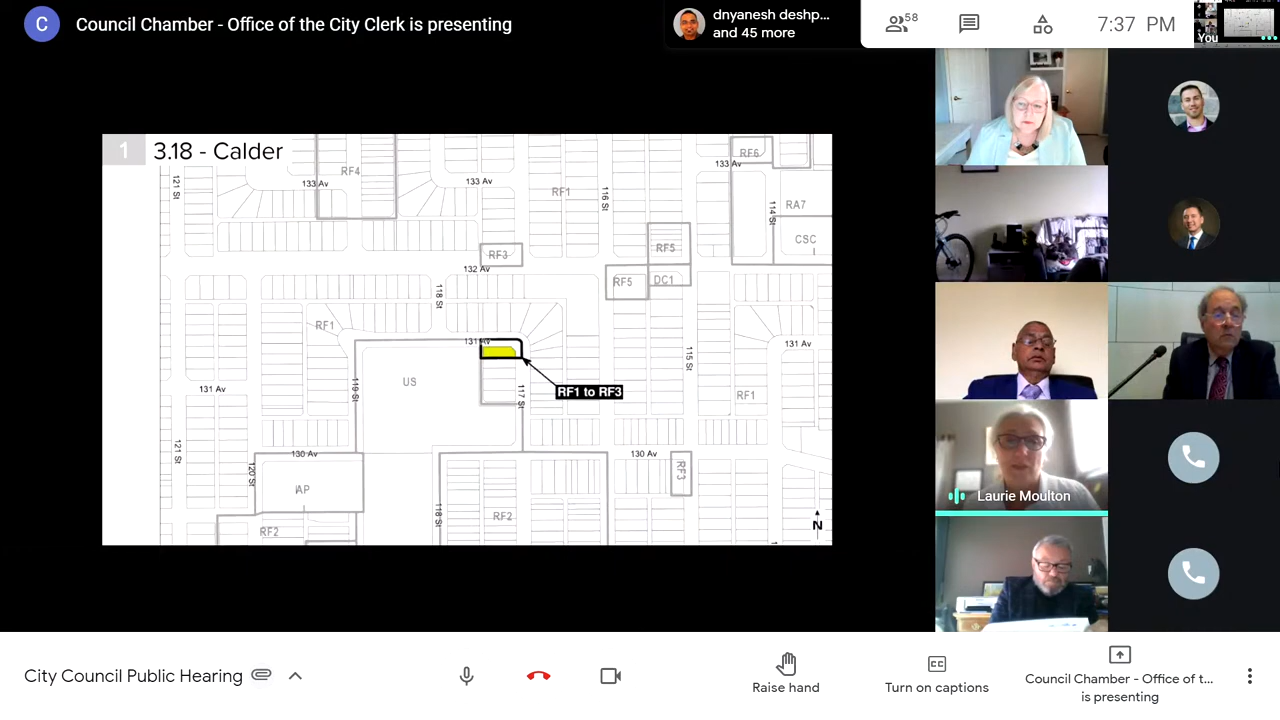 C
Council Chamber - Office of the City Clerk is presenting
dnyanesh deshp...
and 45 more
58
7:37 PM
You
1
3.18 - Calder
RF4
133 Av
133 Av
RF1
121 St
116 St
RF6
133 Av
114 St
RA7
CSC
RF3
132 Av
RF5
RF5
DC1
118 St
RF1
131 Av
131 Av
US
RF1 to RF3
119 St
117 St
115 St
131 Av
RF1
121 St
130 Av
120 St
AP
RF2
118 St
RF2
130 Av
RF3
N
Laurie Moulton
City Council Public Hearing
Raise hand
Turn on captions
Council Chamber - Office of t...
is presenting